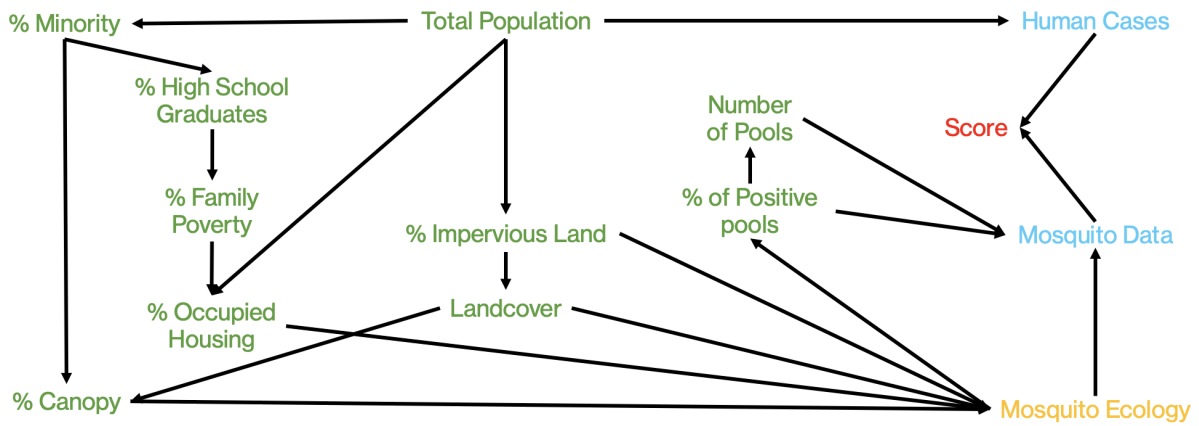 % Minority
Total Population
Human Cases
% High School
Graduates
Number
of Pools
Score
% Family
Poverty
% of Positive
pools
% Impervious Land
Mosquito Data
% Occupied
Housing
Landcover
% Canopy
Mosquito Ecology